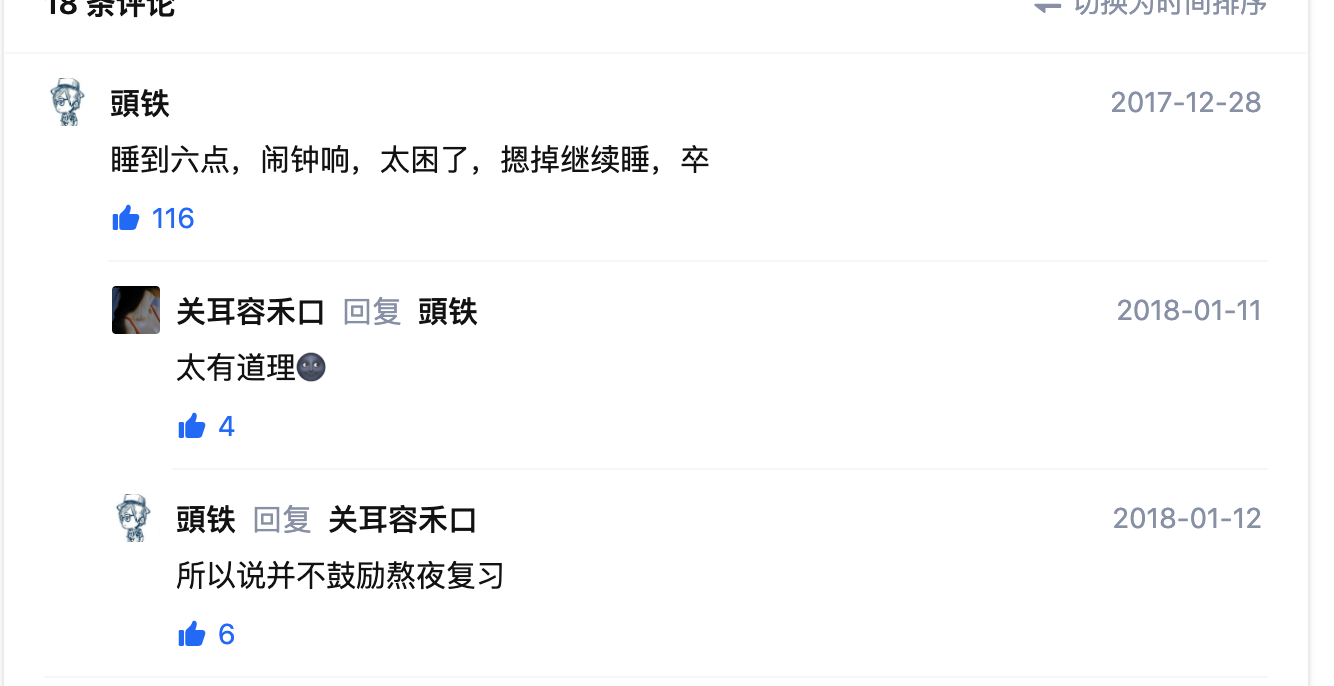 18 条评论
切换为时间排序
頭铁
2017-12-28
睡到六点，闹钟响，太困了，摁掉继续睡，卒
116
关耳容禾口 回复 頭铁
2018-01-11
太有道理🌚
4
頭铁 回复 关耳容禾口
2018-01-12
所以说并不鼓励熬夜复习
6